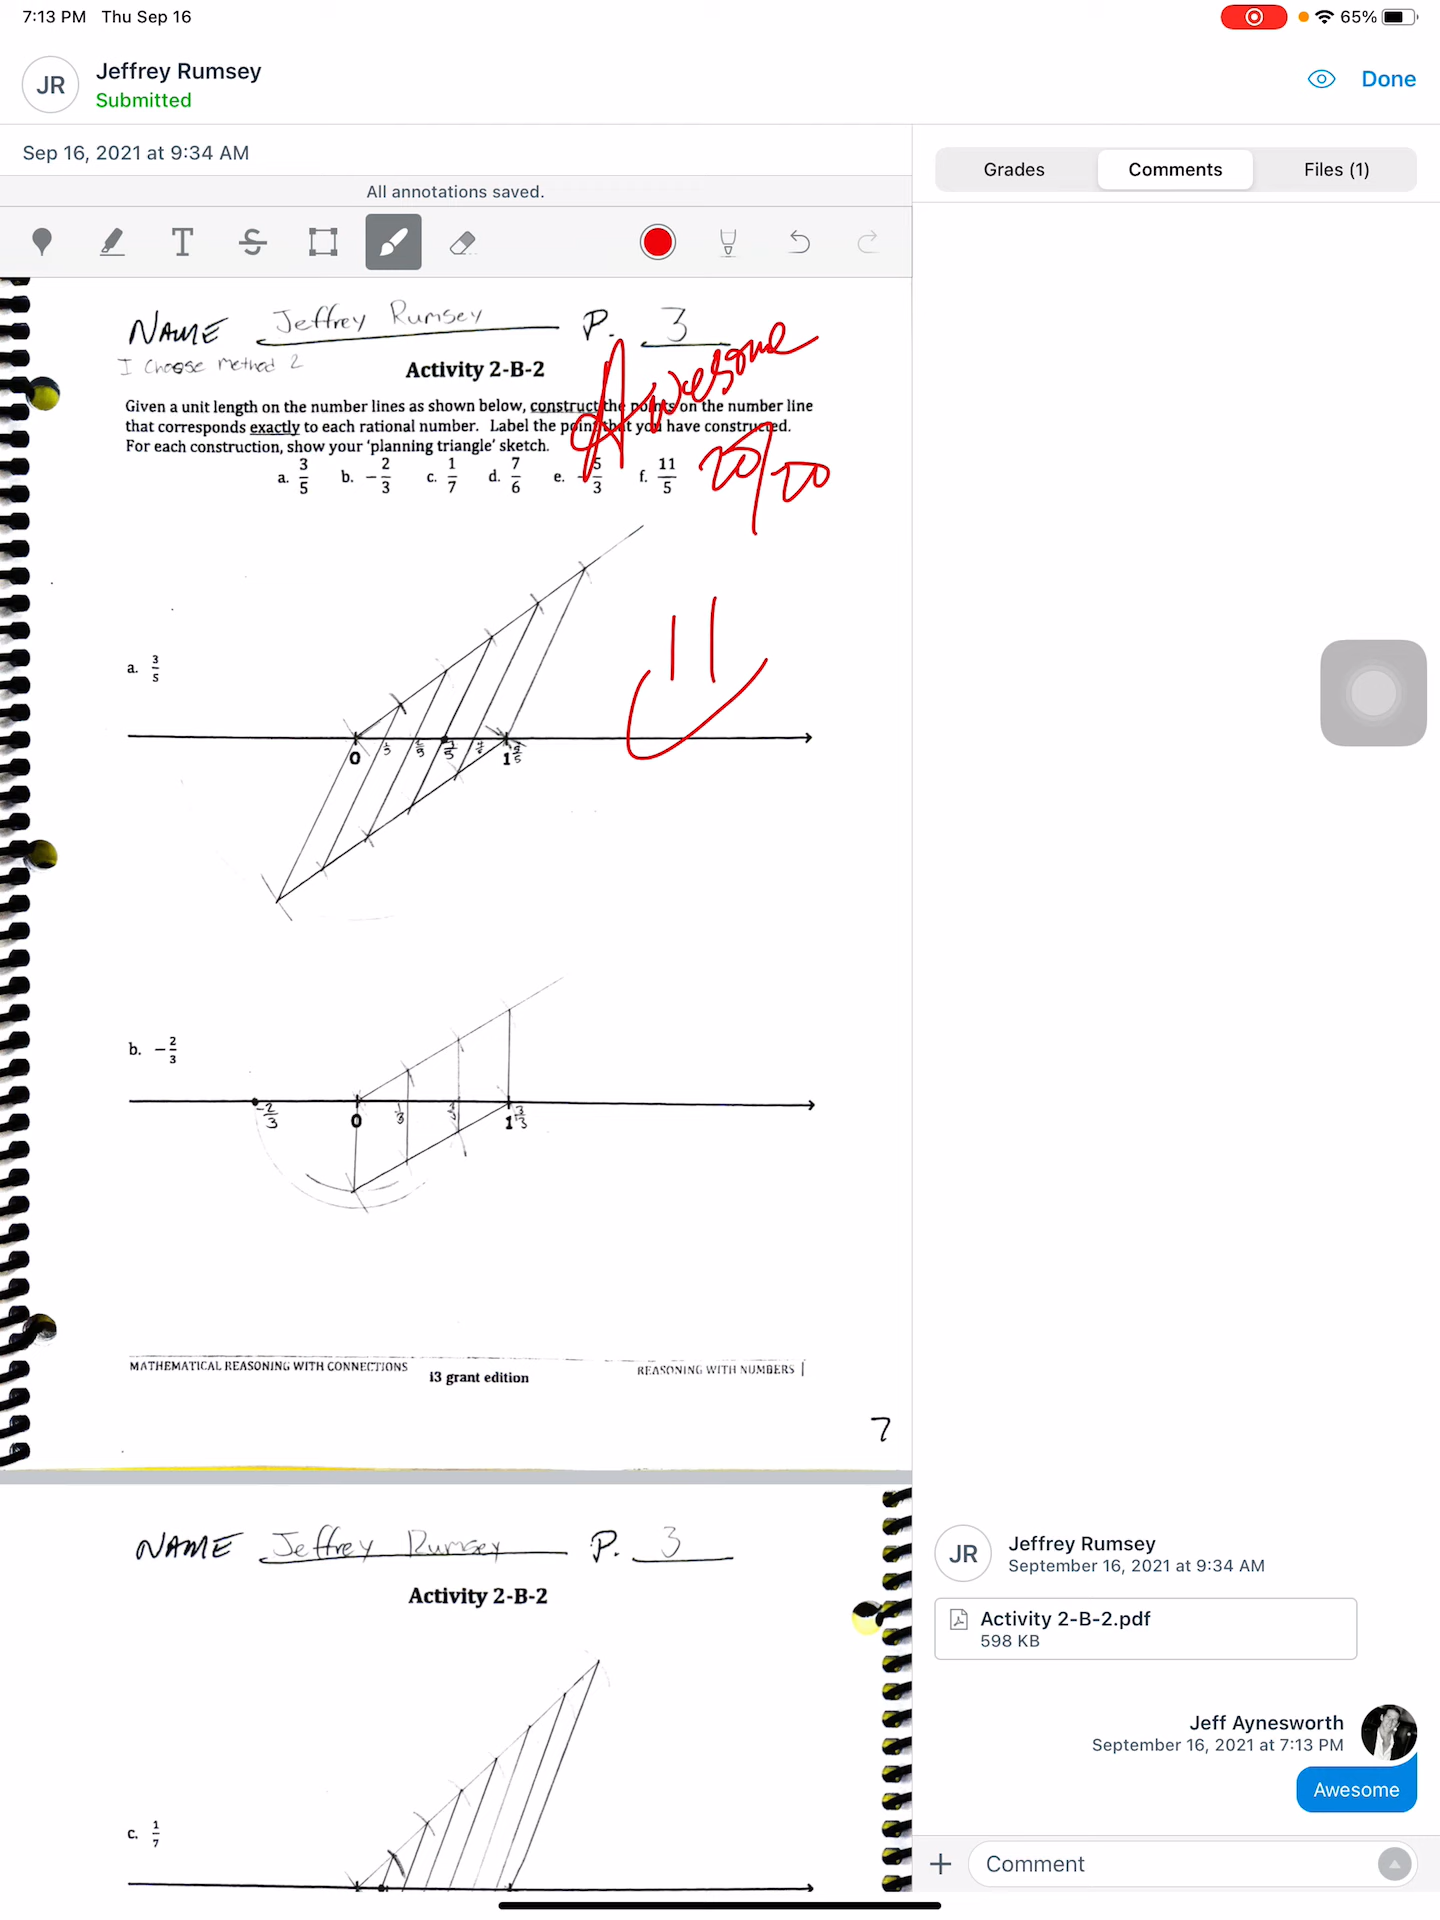 7:13 PM Thu Sep 16
65%
JR
Jeffrey Rumsey
Submitted
Done
Sep 16, 2021 at 9:34 AM
Grades
Comments
Files (1)
All annotations saved.
T
S
NAME Jeffrey Rumsey P. 3
I Choose Method 2
Activity 2-B-2
Awesome
Given a unit length on the number lines as shown below, construct the points on the number line
that corresponds exactly to each rational number. Label the point that you have constructed.
For each construction, show your 'planning triangle' sketch.
a. 3/5 b. -2/3 c. 1/7 d. 7/6 e. -5/3 f. 11/5
20/20
a. 3/5
0 1
b. -2/3
-2/3 0 1/3 1 3/3
MATHEMATICAL REASONING WITH CONNECTIONS
i3 grant edition
REASONING WITH NUMBERS |
7
NAME Jeffrey Rumsey P. 3
Activity 2-B-2
c. 1/7
JR
Jeffrey Rumsey
September 16, 2021 at 9:34 AM
Activity 2-B-2.pdf
598 KB
Jeff Aynesworth
September 16, 2021 at 7:13 PM
Awesome
Comment